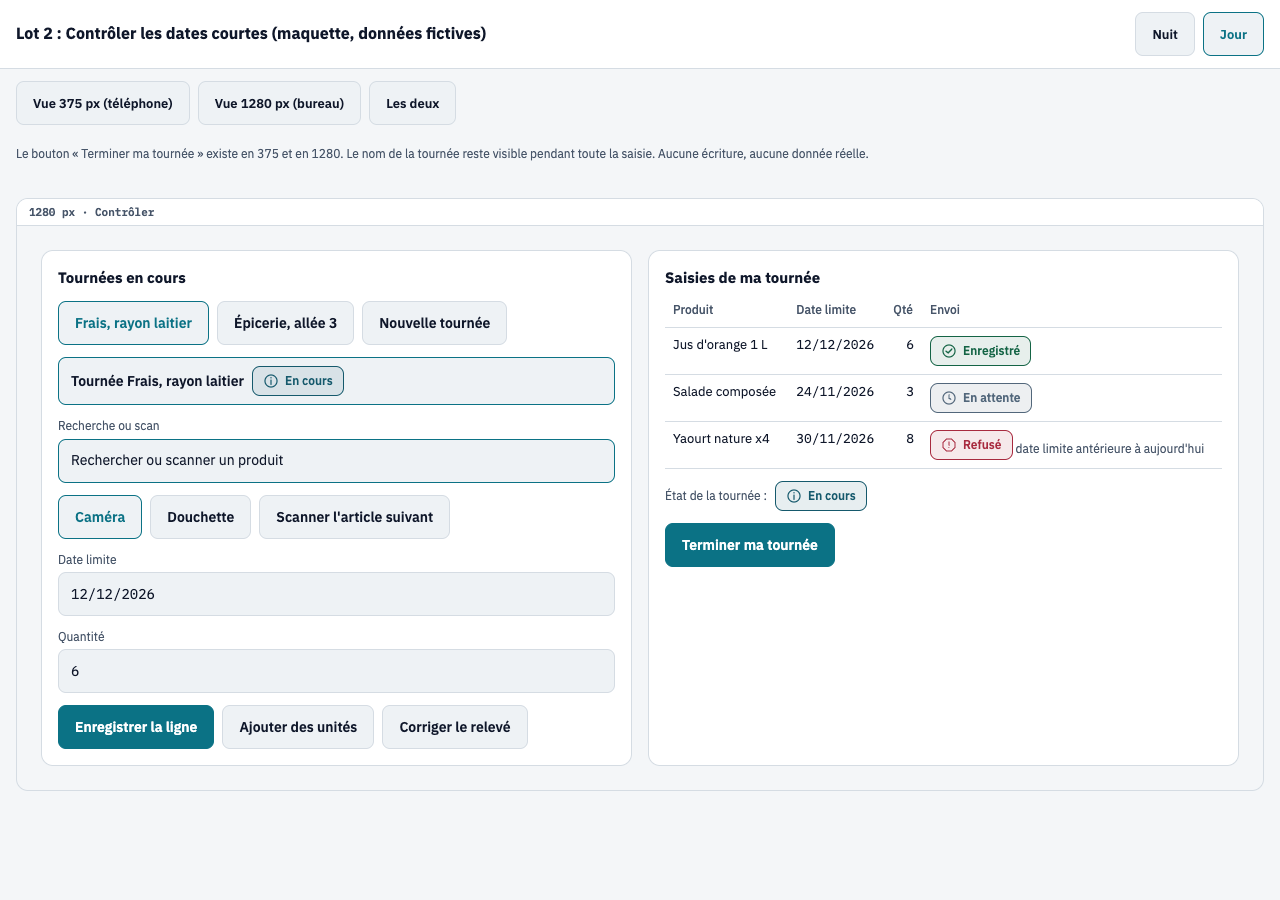 Lot 2 : Contrôler les dates courtes (maquette, données fictives)
Nuit
Jour
Vue 375 px (téléphone)
Vue 1280 px (bureau)
Les deux
Le bouton « Terminer ma tournée » existe en 375 et en 1280. Le nom de la tournée reste visible pendant toute la saisie. Aucune écriture, aucune donnée réelle.
1280 px · Contrôler
Tournées en cours
Frais, rayon laitier
Épicerie, allée 3
Nouvelle tournée
Tournée Frais, rayon laitier
En cours
Recherche ou scan
Rechercher ou scanner un produit
Caméra
Douchette
Scanner l'article suivant
Date limite
12/12/2026
Quantité
6
Enregistrer la ligne
Ajouter des unités
Corriger le relevé
Saisies de ma tournée
Produit Date limite Qté Envoi
Jus d'orange 1 L 12/12/2026 6 Enregistré
Salade composée 24/11/2026 3 En attente
Yaourt nature x4 30/11/2026 8 Refusé date limite antérieure à aujourd'hui
État de la tournée : En cours
Terminer ma tournée